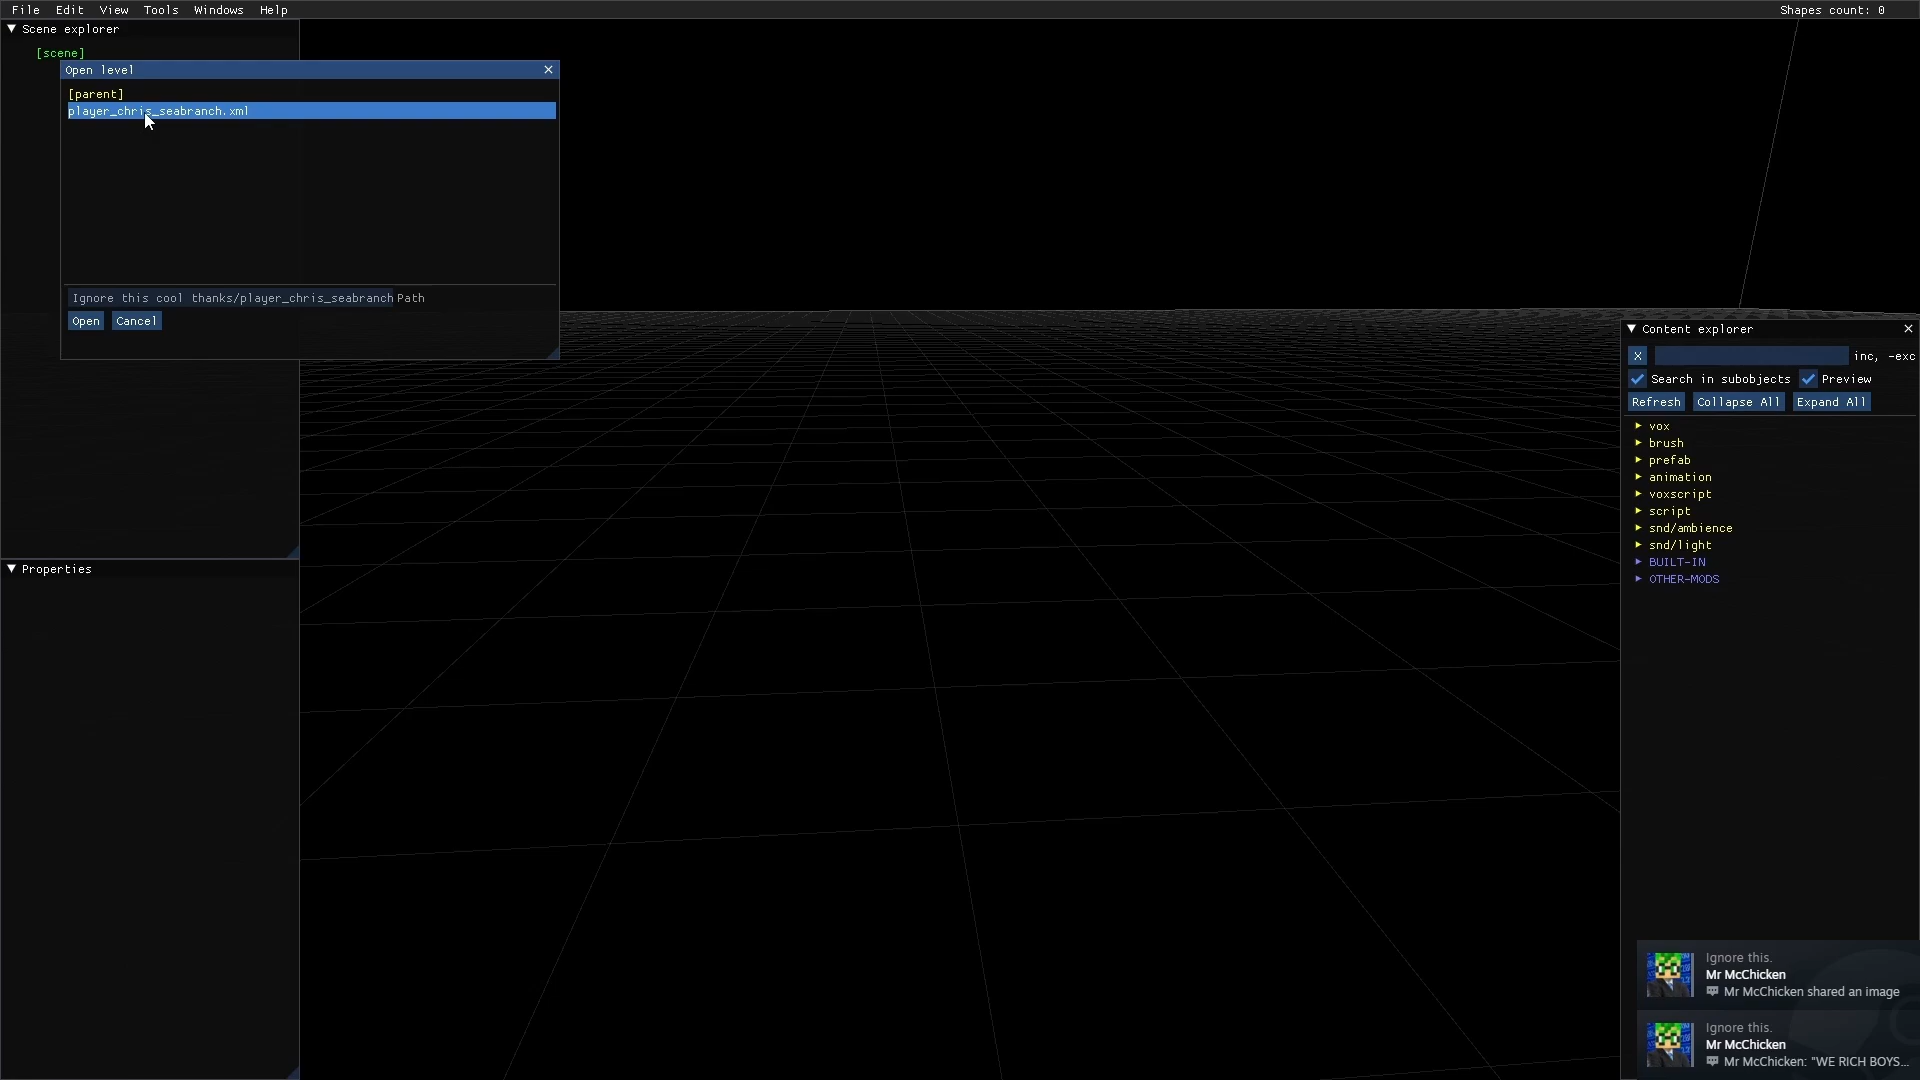 File Edit View Tools Windows Help
Shapes count: 0
Scene explorer
[scene]
Open level
[parent]
player_chris_seabranch.xml
Ignore this cool thanks/player_chris_seabranch Path
Open Cancel
Properties
Content explorer
X inc, -exc
Search in subobjects Preview
Refresh Collapse All Expand All
vox
brush
prefab
animation
voxscript
script
snd/ambience
snd/light
BUILT-IN
OTHER-MODS
Ignore this.
Mr McChicken
Mr McChicken shared an image
Ignore this.
Mr McChicken
Mr McChicken: "WE RICH BOYS...